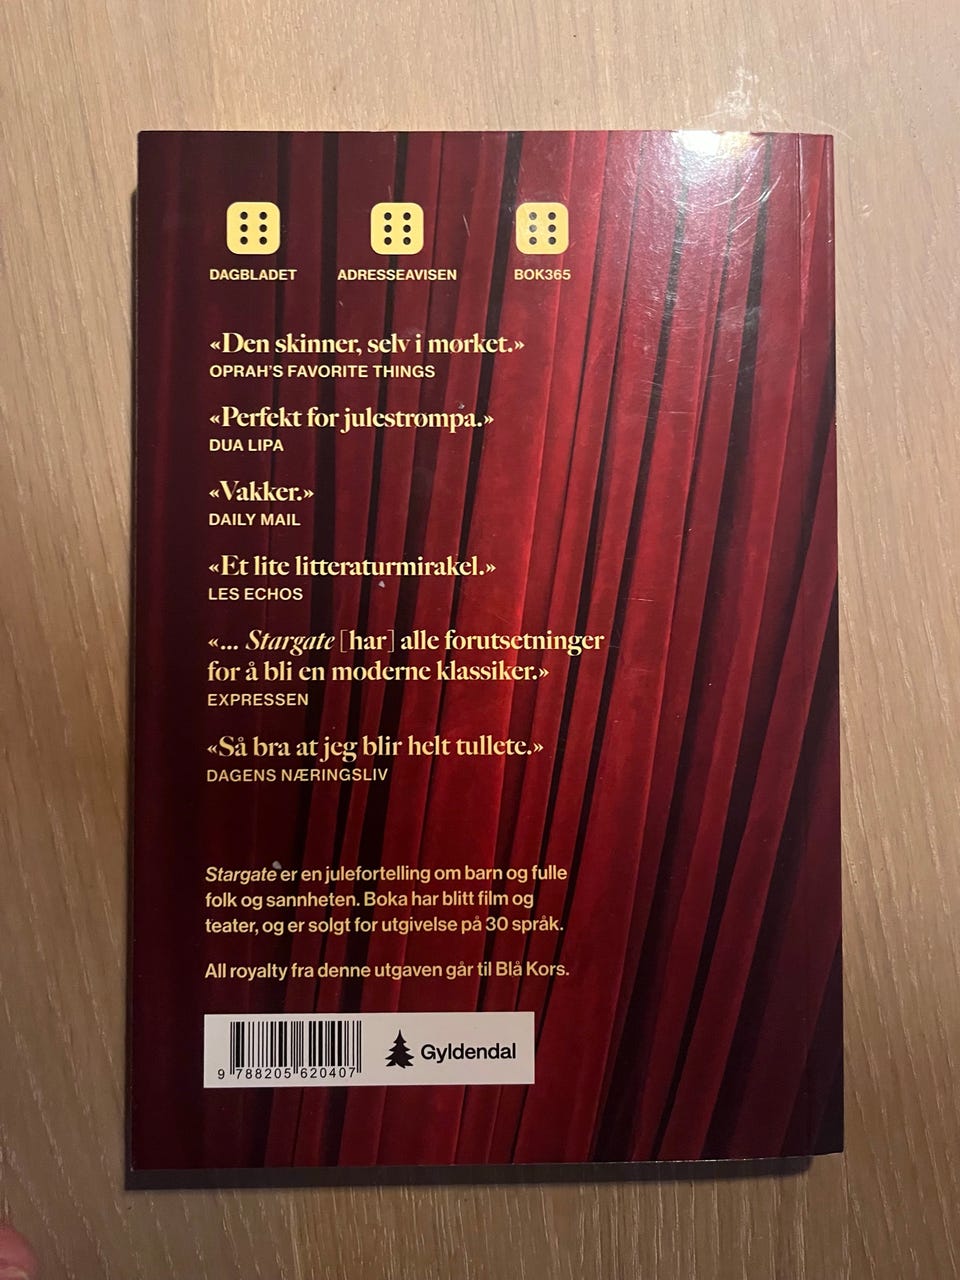 DAGBLADET ADRESSEAVISEN BOK365
«Den skinner, selv i mørket.»
OPRAH'S FAVORITE THINGS
«Perfekt for julestrømpa.»
DUA LIPA
«Vakker.»
DAILY MAIL
«Et lite litteraturmirakel.»
LES ECHOS
«... Stargate [har] alle forutsetninger
for å bli en moderne klassiker.»
EXPRESSEN
«Så bra at jeg blir helt tullete.»
DAGENS NÆRINGSLIV
Stargate er en julefortelling om barn og fulle
folk og sannheten. Boka har blitt film og
teater, og er solgt for utgivelse på 30 språk.
All royalty fra denne utgaven går til Blå Kors.
9 788205 620407 Gyldendal